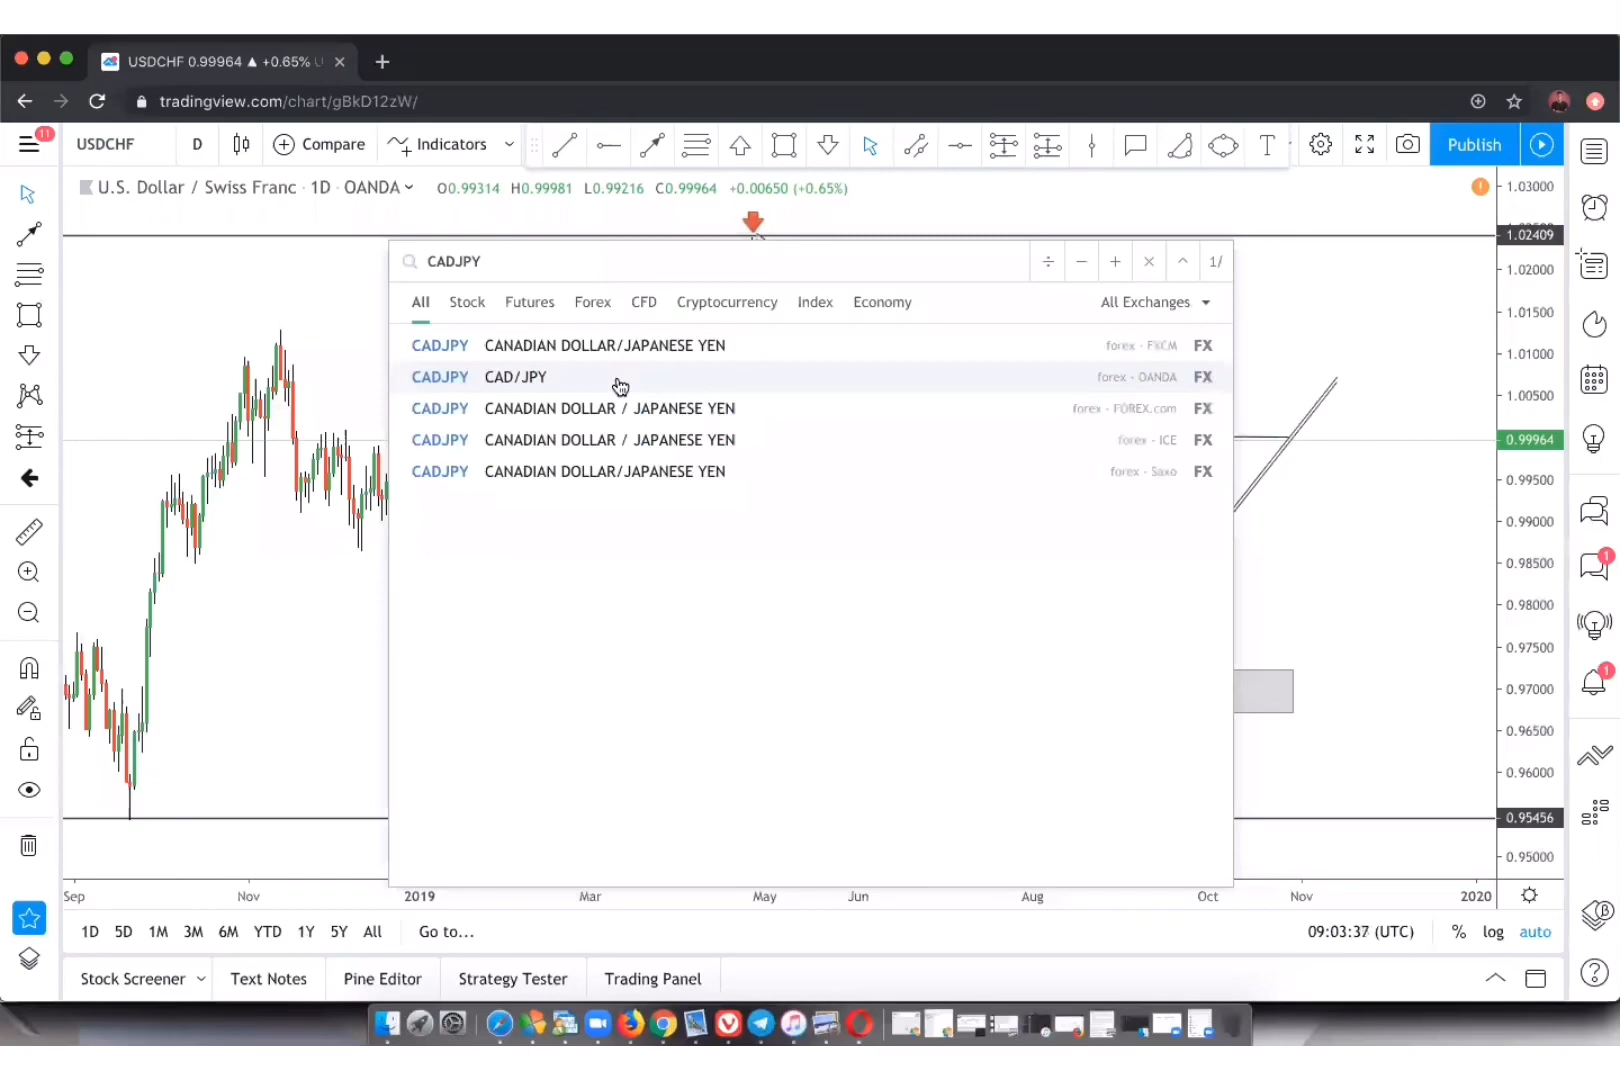 USDCHF 0.99964 ▲ +0.65%
tradingview.com/chart/gBkD12zW/
11
USDCHF D Compare Indicators T Publish
U.S. Dollar / Swiss Franc · 1D · OANDA O0.99314 H0.99981 L0.99216 C0.99964 +0.00650 (+0.65%)
1.03000
1.02409
1.02000
1.01500
1.01000
1.00500
0.99964
0.99500
0.99000
0.98500
0.98000
0.97500
0.97000
0.96500
0.96000
0.95456
0.95000
CADJPY ÷ − + × ^ 1/
All Stock Futures Forex CFD Cryptocurrency Index Economy All Exchanges
CADJPY CANADIAN DOLLAR/JAPANESE YEN forex - FXCM FX
CADJPY CAD/JPY forex - OANDA FX
CADJPY CANADIAN DOLLAR / JAPANESE YEN forex - FOREX.com FX
CADJPY CANADIAN DOLLAR / JAPANESE YEN forex - ICE FX
CADJPY CANADIAN DOLLAR/JAPANESE YEN forex - Saxo FX
1
1
Sep Nov 2019 Mar May Jun Aug Oct Nov 2020
1D 5D 1M 3M 6M YTD 1Y 5Y All Go to... 09:03:37 (UTC) % log auto
Stock Screener Text Notes Pine Editor Strategy Tester Trading Panel